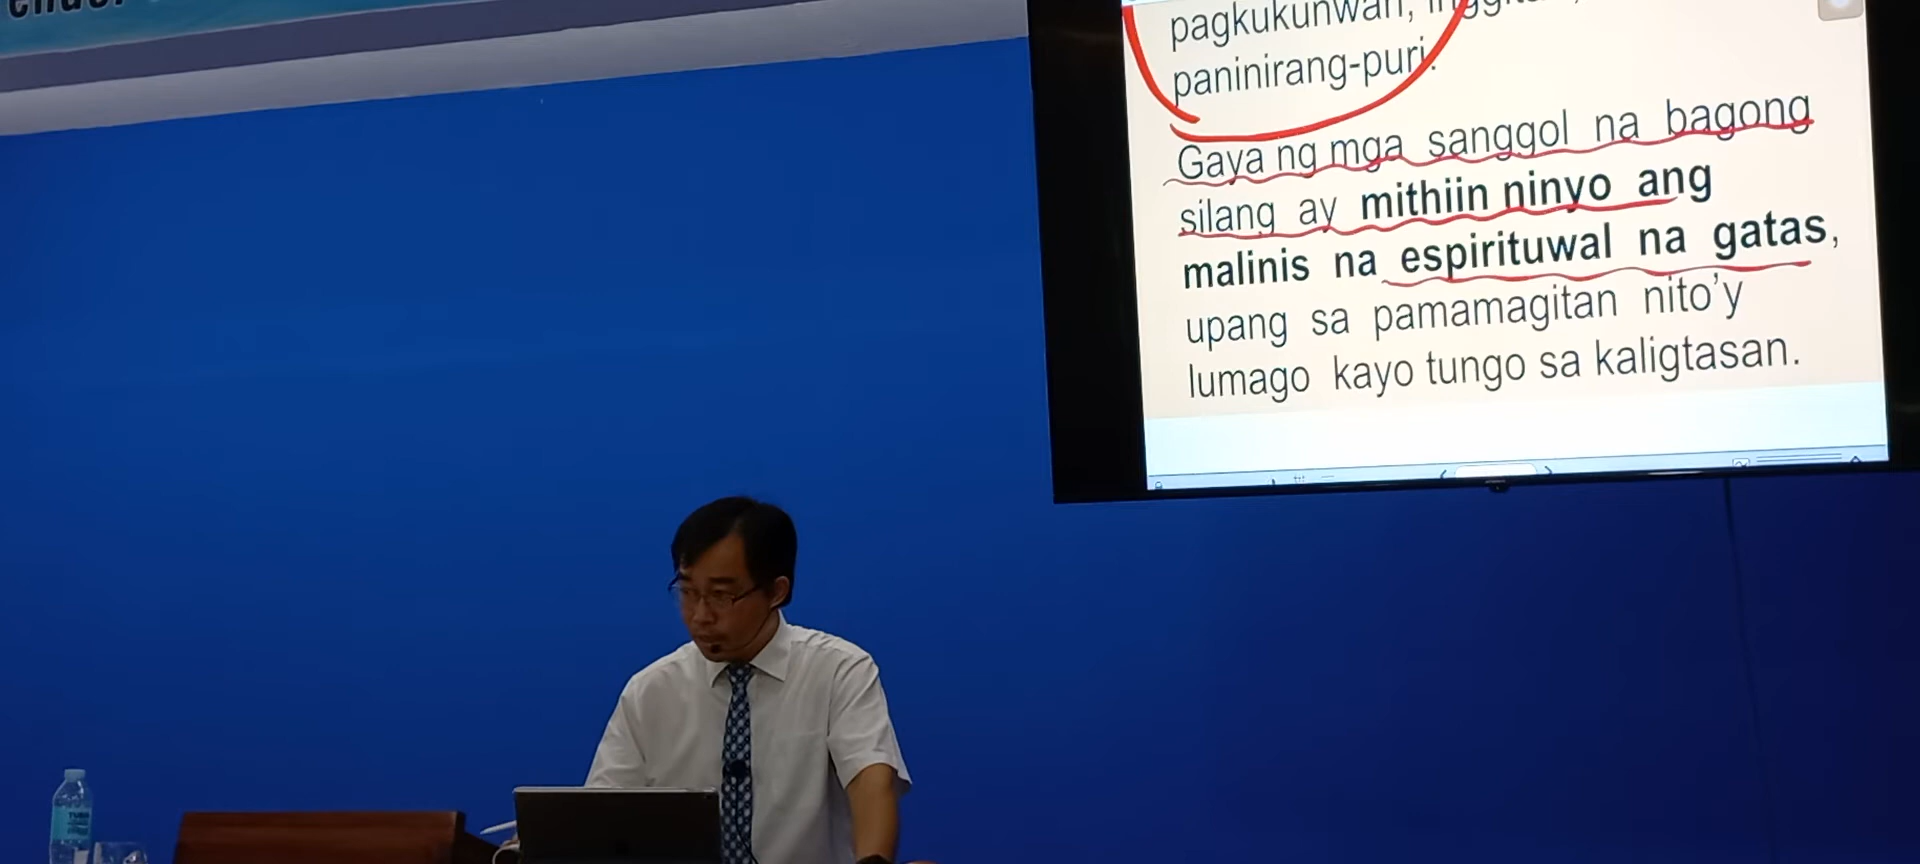 pagkukunwari,
paninirang-puri.
Gaya ng mga sanggol na bagong
silang ay mithiin ninyo ang
malinis na espirituwal na gatas,
upang sa pamamagitan nito’y
lumago kayo tungo sa kaligtasan.